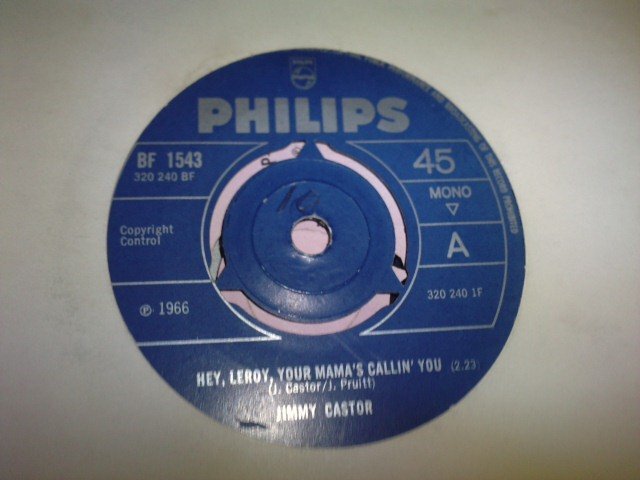 PHILIPS
BF 1543
320 240 BF
45
MONO
Copyright
Control
A
℗ 1966
320 240 1F
HEY, LEROY, YOUR MAMA'S CALLIN' YOU (2.23)
(J. Castor/J. Pruitt)
JIMMY CASTOR